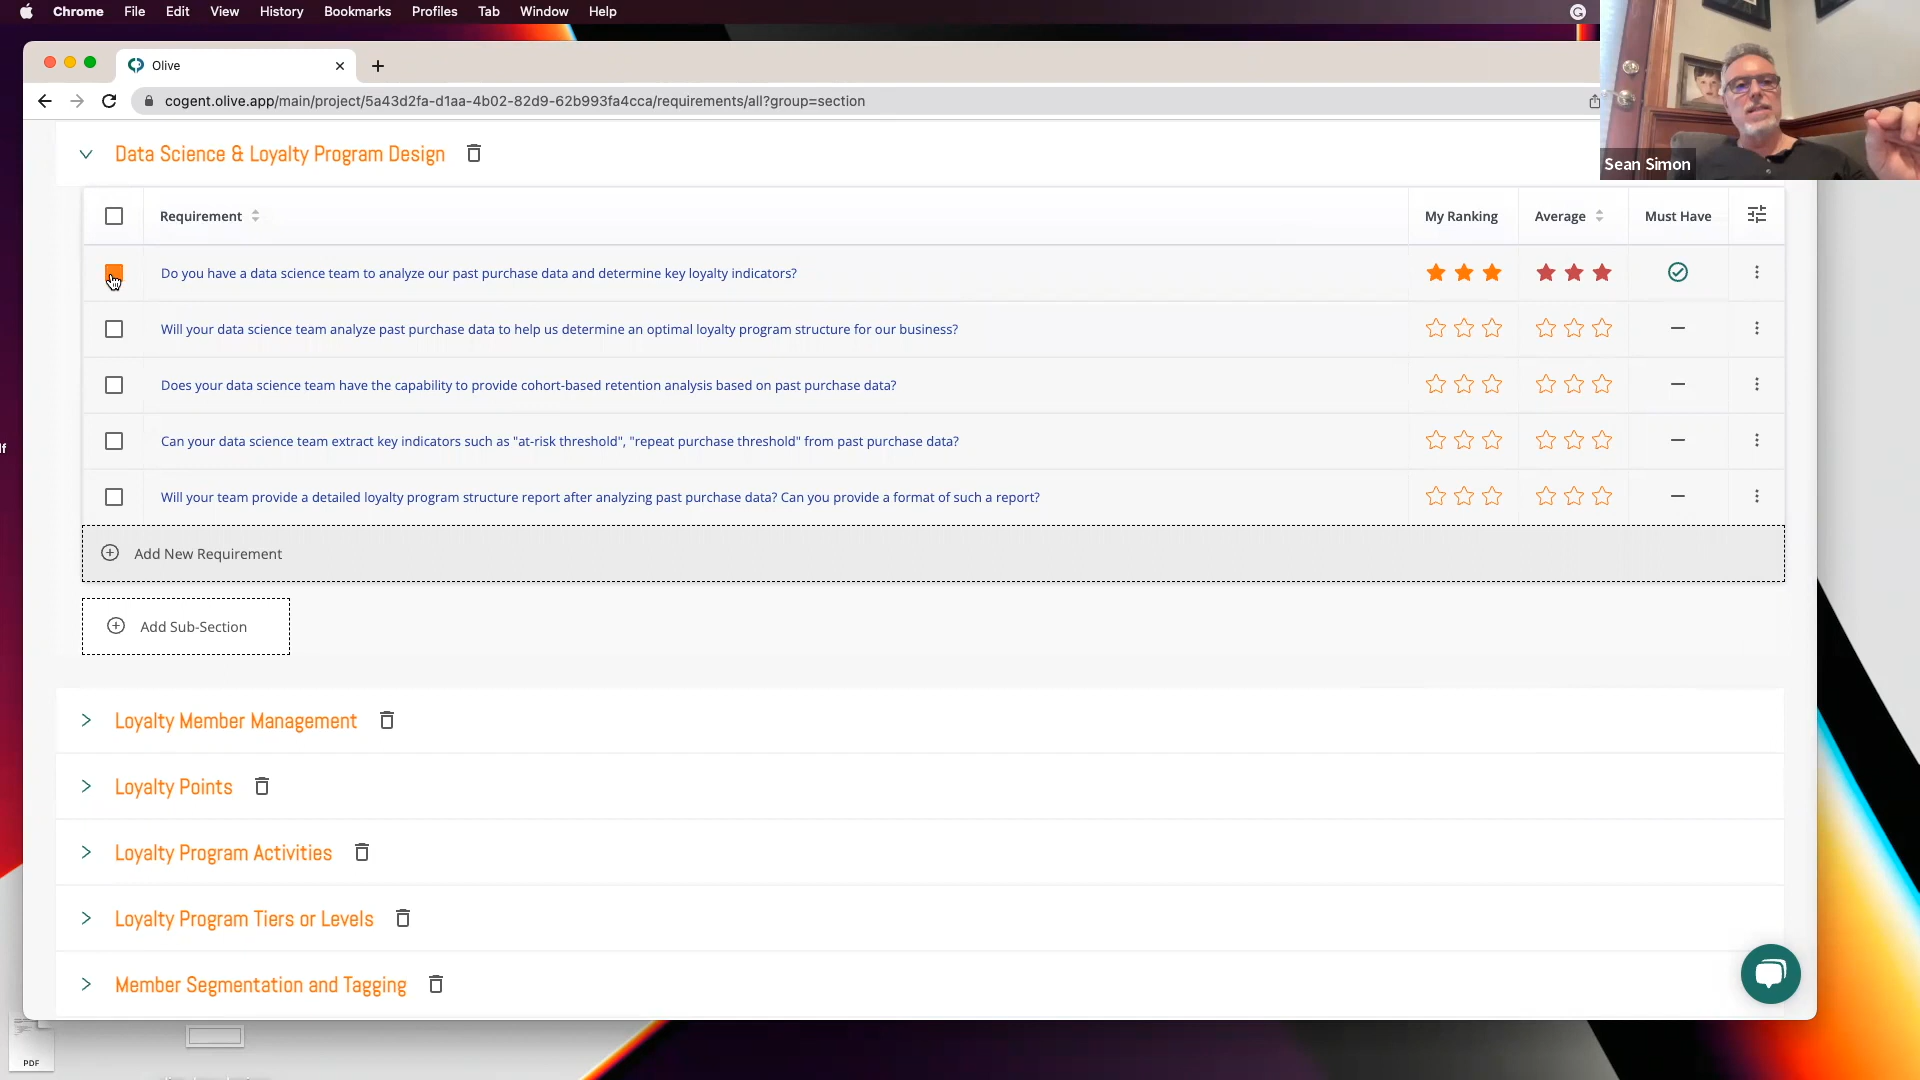 Chrome File Edit View History Bookmarks Profiles Tab Window Help
Olive
cogent.olive.app/main/project/5a43d2fa-d1aa-4b02-82d9-62b993fa4cca/requirements/all?group=section
Sean Simon
Data Science & Loyalty Program Design
Requirement My Ranking Average Must Have
Do you have a data science team to analyze our past purchase data and determine key loyalty indicators?
Will your data science team analyze past purchase data to help us determine an optimal loyalty program structure for our business?
Does your data science team have the capability to provide cohort-based retention analysis based on past purchase data?
Can your data science team extract key indicators such as "at-risk threshold", "repeat purchase threshold" from past purchase data?
lf
Will your team provide a detailed loyalty program structure report after analyzing past purchase data? Can you provide a format of such a report?
Add New Requirement
Add Sub-Section
Loyalty Member Management
Loyalty Points
Loyalty Program Activities
Loyalty Program Tiers or Levels
Member Segmentation and Tagging
PDF